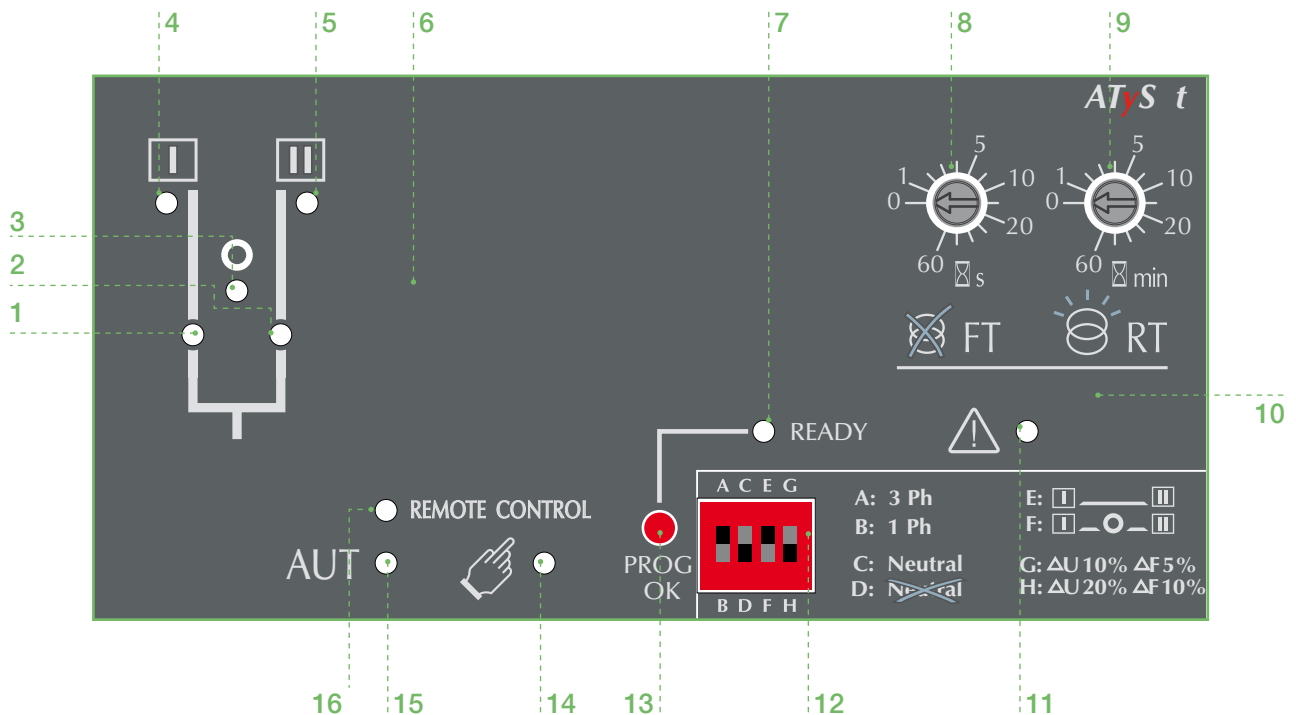 4 5 6 7 8 9
ATyS t
I II
5 5
1 10 1 10
0 20 0 20
60 s 60 min
3
2
1
O
FT RT
10
READY
A C E G
A: 3 Ph E: I II
REMOTE CONTROL
B: 1 Ph F: I O II
AUT
PROG
OK
C: Neutral G: ΔU 10% ΔF 5%
D: Neutral H: ΔU 20% ΔF 10%
B D F H
16 15 14 13 12 11